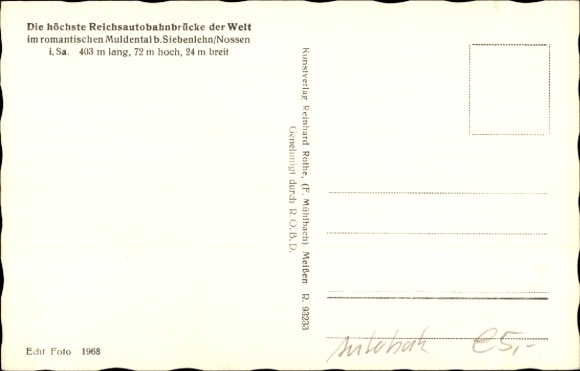 Die höchste Reichsautobahnbrücke der Welt
im romantischen Muldental b. Siebenlehn/Nossen
i. Sa. 403 m lang, 72 m hoch, 24 m breit
Kunstverlag Reinhard Rothe, (F. Mühlbach) Meißen R. 93233
Genehmigt durch R. O. B. D.
Echt Foto 1968
Autobah €5,-